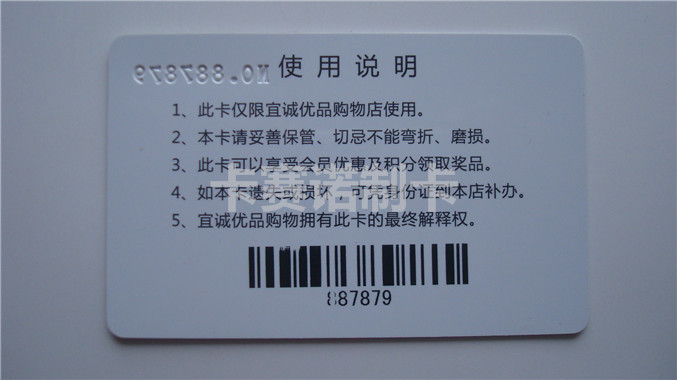 NO.887879 使用说明
1、此卡仅限宜诚优品购物店使用。
2、本卡请妥善保管、切忌不能弯折、磨损。
3、此卡可以享受会员优惠及积分领取奖品。
4、如本卡遗失或损坏，可凭身份证到本店补办。
5、宜诚优品购物拥有此卡的最终解释权。
卡赛诺制卡
887879